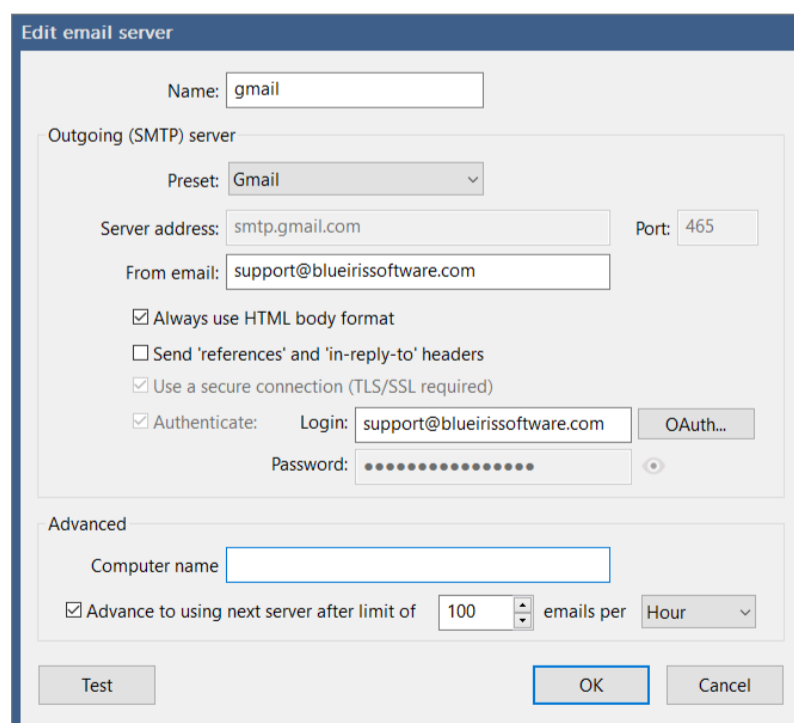 Edit email server
Name: gmail
Outgoing (SMTP) server
Preset: Gmail
Server address: smtp.gmail.com Port: 465
From email: support@blueirissoftware.com
Always use HTML body format
Send 'references' and 'in-reply-to' headers
Use a secure connection (TLS/SSL required)
Authenticate: Login: support@blueirissoftware.com OAuth...
Password: ••••••••••••••••
Advanced
Computer name
Advance to using next server after limit of 100 emails per Hour
Test OK Cancel